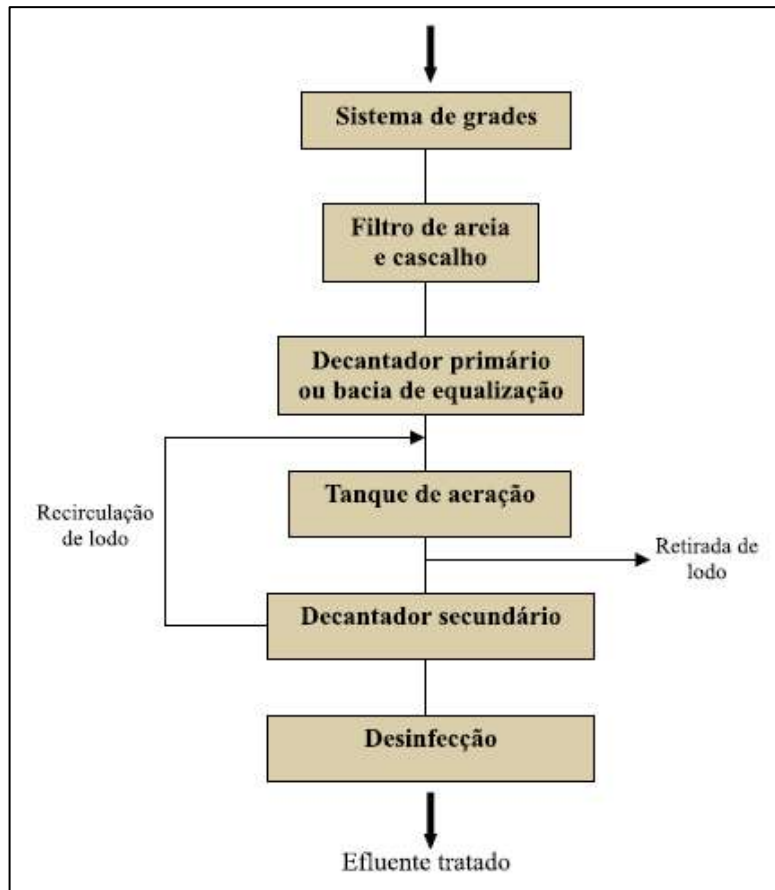 Sistema de grades
Filtro de areia
e cascalho
Decantador primário
ou bacia de equalização
Tanque de aeração
Recirculação
de lodo
Retirada de
lodo
Decantador secundário
Desinfecção
Efluente tratado